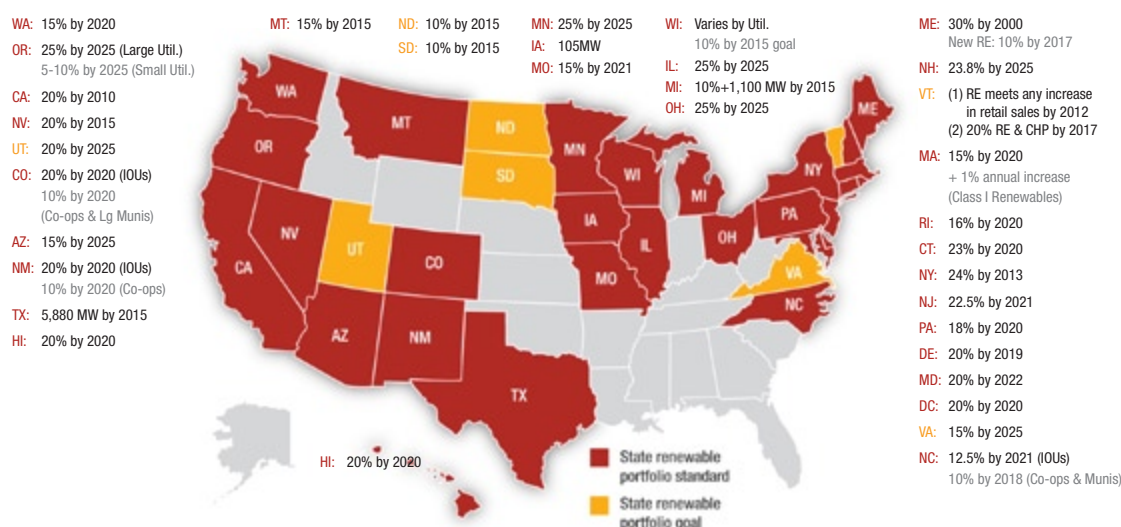 WA: 15% by 2020
OR: 25% by 2025 (Large Util.)
5-10% by 2025 (Small Util.)
CA: 20% by 2010
NV: 20% by 2015
UT: 20% by 2025
CO: 20% by 2020 (IOUs)
10% by 2020
(Co-ops & Lg Munis)
AZ: 15% by 2025
NM: 20% by 2020 (IOUs)
10% by 2020 (Co-ops)
TX: 5,880 MW by 2015
HI: 20% by 2020
MT: 15% by 2015
ND: 10% by 2015
SD: 10% by 2015
MN: 25% by 2025
IA: 105MW
MO: 15% by 2021
WI: Varies by Util.
10% by 2015 goal
IL: 25% by 2025
MI: 10%+1,100 MW by 2015
OH: 25% by 2025
ME: 30% by 2000
New RE: 10% by 2017
NH: 23.8% by 2025
VT: (1) RE meets any increase
in retail sales by 2012
(2) 20% RE & CHP by 2017
MA: 15% by 2020
+ 1% annual increase
(Class I Renewables)
RI: 16% by 2020
CT: 23% by 2020
NY: 24% by 2013
NJ: 22.5% by 2021
PA: 18% by 2020
DE: 20% by 2019
MD: 20% by 2022
DC: 20% by 2020
VA: 15% by 2025
NC: 12.5% by 2021 (IOUs)
10% by 2018 (Co-ops & Munis)
WA
MT
ND
MN
ME
OR
SD
WI
NY
MI
IA
PA
NV
UT
IL
OH
CA
CO
MO
VA
NC
AZ
NM
TX
HI: 20% by 2020
State renewable
portfolio standard
State renewable
portfolio goal